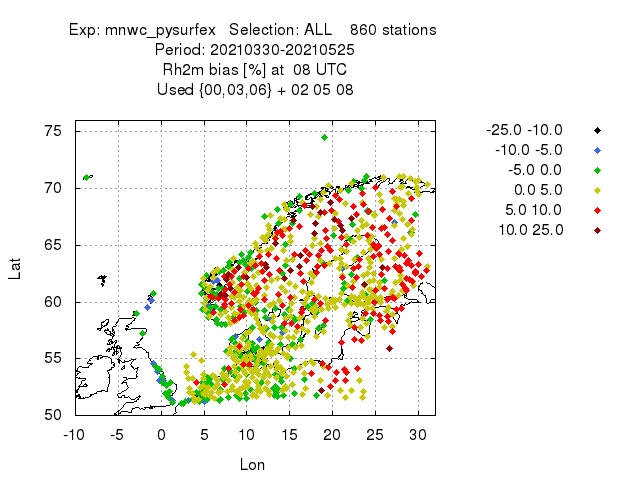 Exp: mnwc_pysurfex   Selection: ALL    860 stations
Period: 20210330-20210525
Rh2m bias [%] at  08 UTC
Used {00,03,06} + 02 05 08
-25.0 -10.0
-10.0 -5.0
-5.0 0.0
0.0 5.0
5.0 10.0
10.0 25.0
75
70
65
60
55
50
Lat
-10 -5 0 5 10 15 20 25 30
Lon